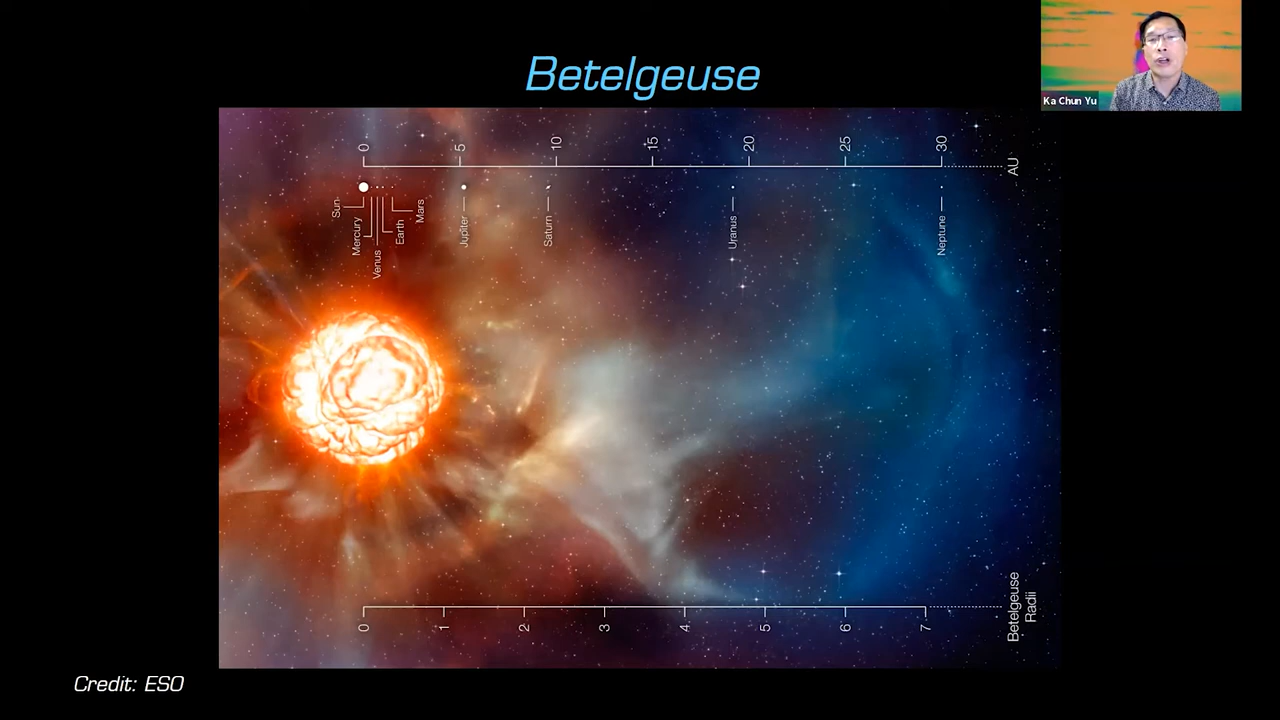 Betelgeuse
Ka Chun Yu
0 5 10 15 20 25 30
AU
Sun
Mercury
Venus
Earth
Mars
Jupiter
Saturn
Uranus
Neptune
0 1 2 3 4 5 6 7
Betelgeuse
Radii
Credit: ESO